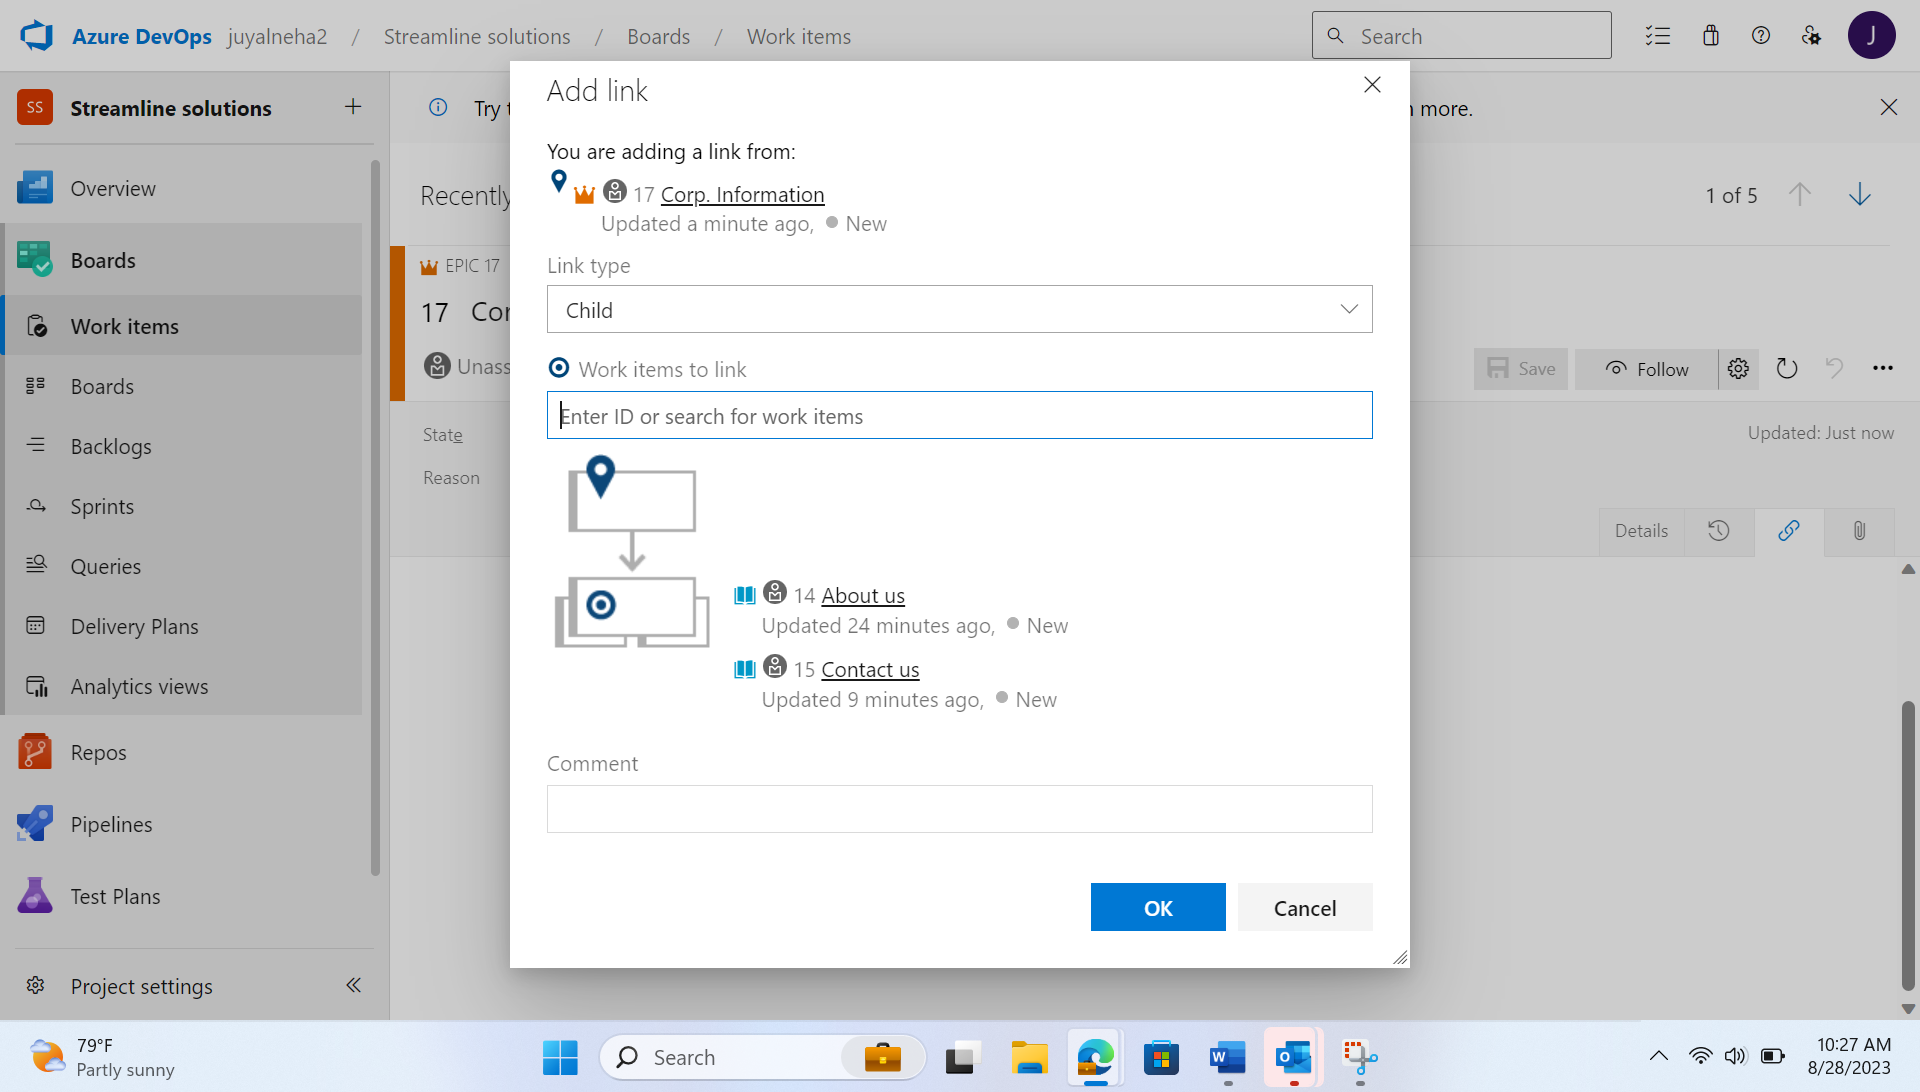 Azure DevOps juyalneha2 / Streamline solutions / Boards / Work items
Search
J
SS Streamline solutions +
Overview
Boards
Work items
Boards
Backlogs
Sprints
Queries
Delivery Plans
Analytics views
Repos
Pipelines
Test Plans
Project settings
Try
more.
Recently
1 of 5
EPIC 17
17 Cor
Unass
Save
Follow
State
Reason
Updated: Just now
Details
Add link
You are adding a link from:
17 Corp. Information
Updated a minute ago, New
Link type
Child
Work items to link
Enter ID or search for work items
14 About us
Updated 24 minutes ago, New
15 Contact us
Updated 9 minutes ago, New
Comment
OK
Cancel
79°F
Partly sunny
Search
W
O
10:27 AM
8/28/2023